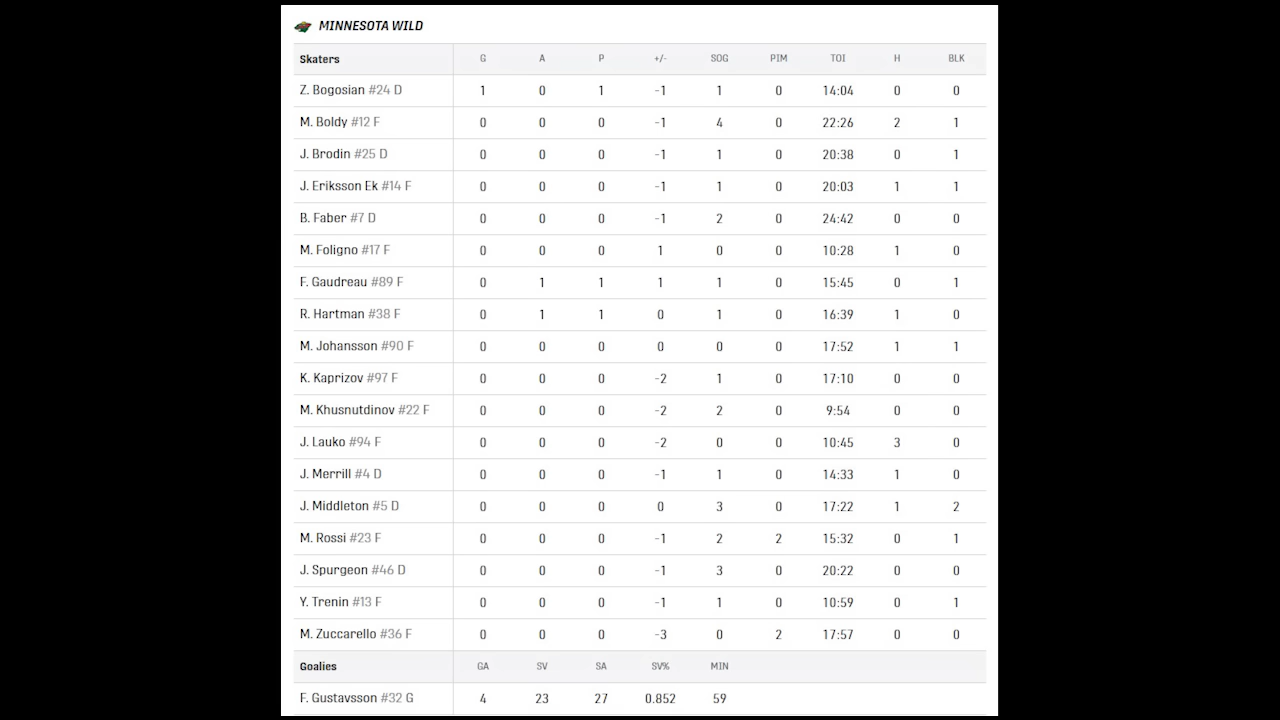 MINNESOTA WILD
Skaters G A P +/- SOG PIM TOI H BLK
Z. Bogosian #24 D 1 0 1 -1 1 0 14:04 0 0
M. Boldy #12 F 0 0 0 -1 4 0 22:26 2 1
J. Brodin #25 D 0 0 0 -1 1 0 20:38 0 1
J. Eriksson Ek #14 F 0 0 0 -1 1 0 20:03 1 1
B. Faber #7 D 0 0 0 -1 2 0 24:42 0 0
M. Foligno #17 F 0 0 0 1 0 0 10:28 1 0
F. Gaudreau #89 F 0 1 1 1 1 0 15:45 0 1
R. Hartman #38 F 0 1 1 0 1 0 16:39 1 0
M. Johansson #90 F 0 0 0 0 0 0 17:52 1 1
K. Kaprizov #97 F 0 0 0 -2 1 0 17:10 0 0
M. Khusnutdinov #22 F 0 0 0 -2 2 0 9:54 0 0
J. Lauko #94 F 0 0 0 -2 0 0 10:45 3 0
J. Merrill #4 D 0 0 0 -1 1 0 14:33 1 0
J. Middleton #5 D 0 0 0 0 3 0 17:22 1 2
M. Rossi #23 F 0 0 0 -1 2 2 15:32 0 1
J. Spurgeon #46 D 0 0 0 -1 3 0 20:22 0 0
Y. Trenin #13 F 0 0 0 -1 1 0 10:59 0 1
M. Zuccarello #36 F 0 0 0 -3 0 2 17:57 0 0
Goalies GA SV SA SV% MIN
F. Gustavsson #32 G 4 23 27 0.852 59